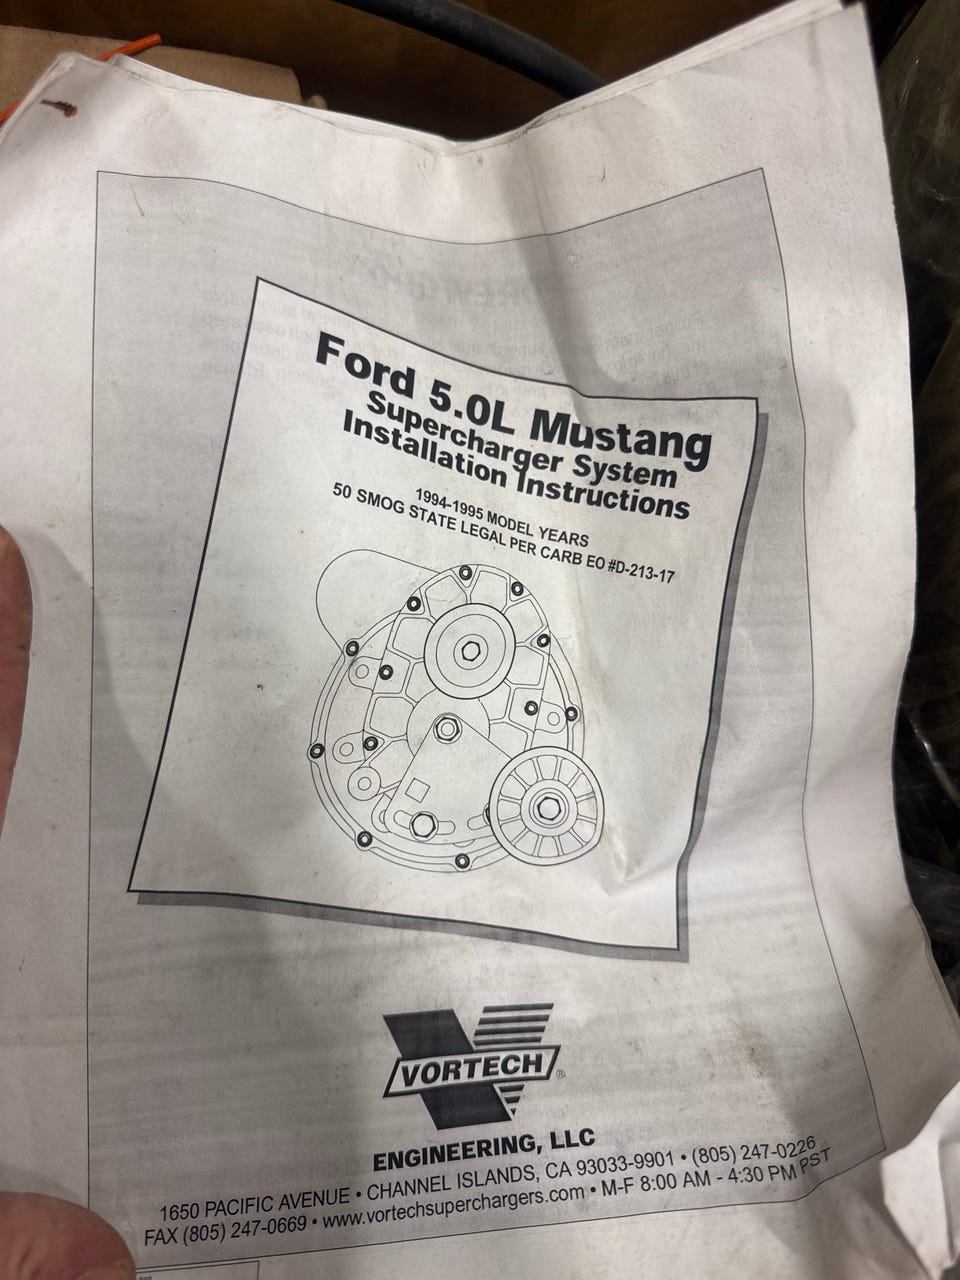 Ford 5.0L Mustang
Supercharger System
Installation Instructions
1994-1995 MODEL YEARS
50 SMOG STATE LEGAL PER CARB EO #D-213-17
VORTECH®
ENGINEERING, LLC
1650 PACIFIC AVENUE • CHANNEL ISLANDS, CA 93033-9901 • (805) 247-0226
FAX (805) 247-0669 • www.vortechsuperchargers.com • M-F 8:00 AM - 4:30 PM PST